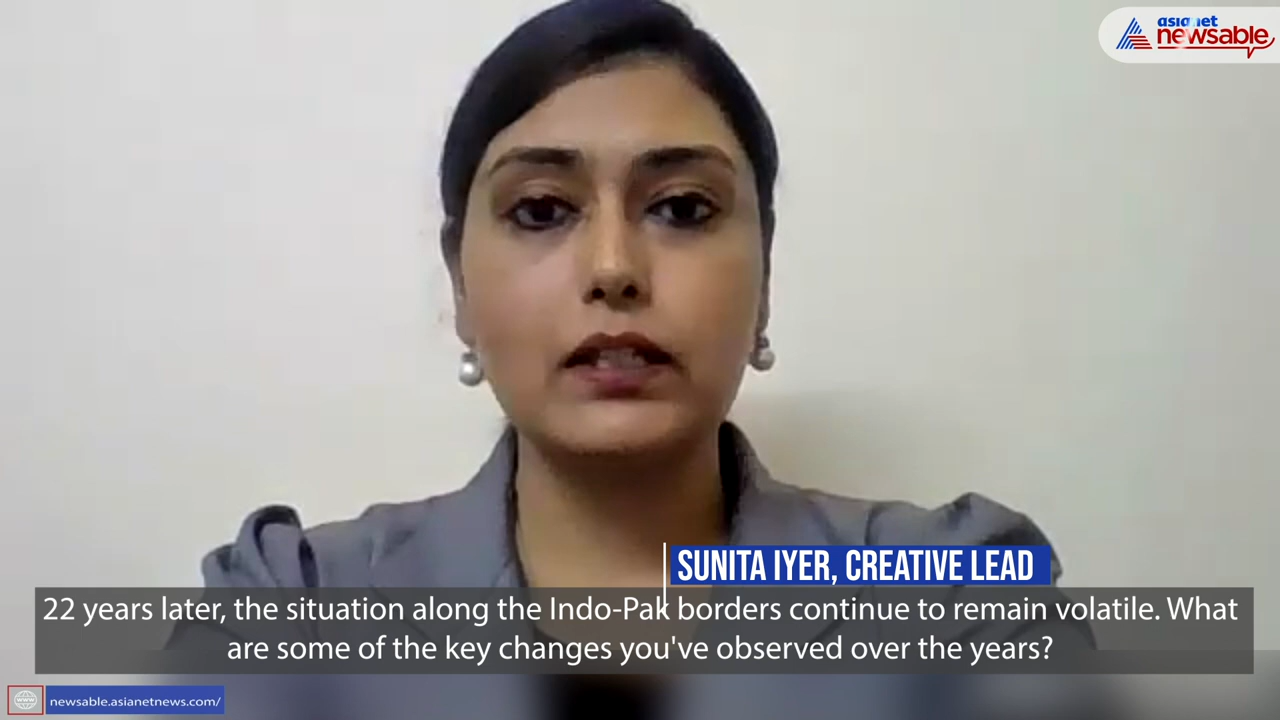 asianet
newsable
SUNITA IYER, CREATIVE LEAD
22 years later, the situation along the Indo-Pak borders continue to remain volatile. What
are some of the key changes you've observed over the years?
www
newsable.asianetnews.com/